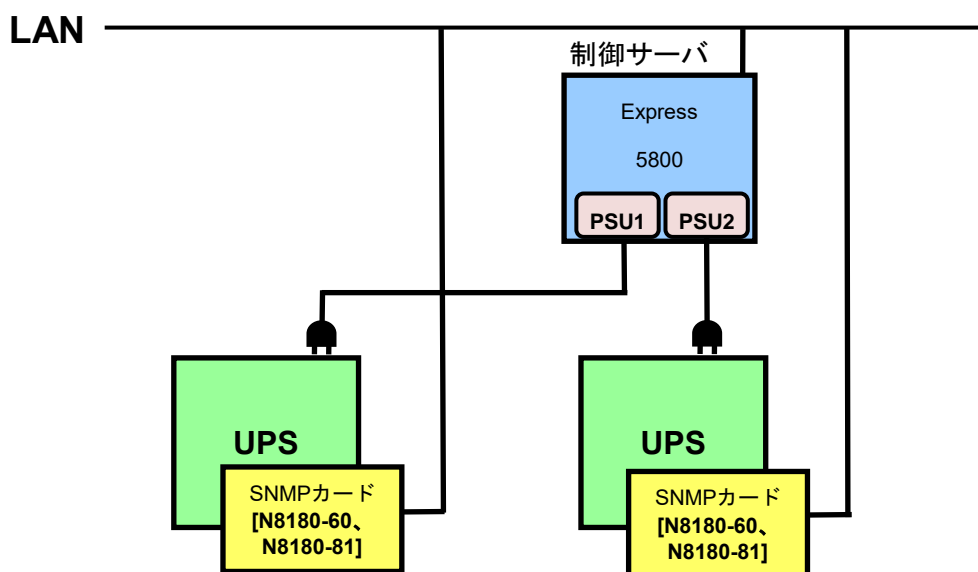 LAN
制御サーバ
Express
5800
PSU1
PSU2
UPS
SNMPカード
[N8180-60、
N8180-81]
UPS
SNMPカード
[N8180-60、
N8180-81]